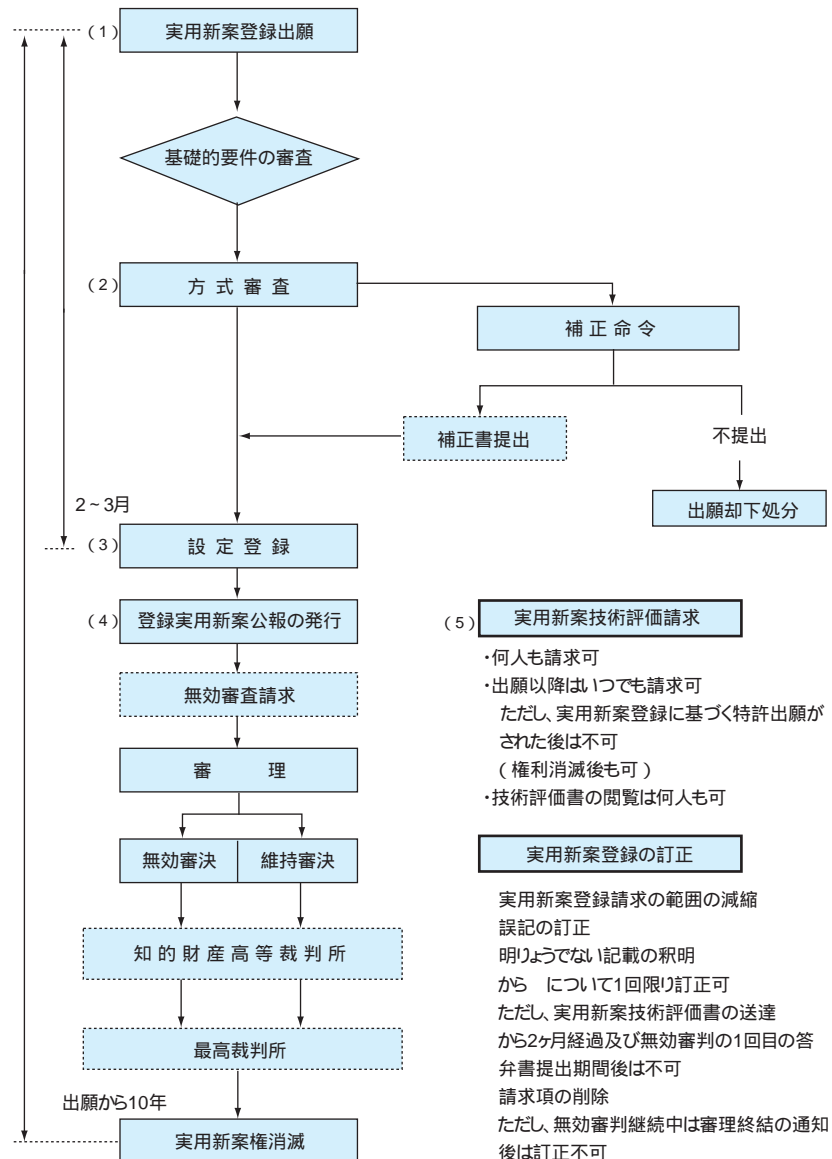 (1) 実用新案登録出願
基礎的要件の審査
(2) 方式審査
補正命令
補正書提出
不提出
出願却下処分
2~3月
(3) 設定登録
(4) 登録実用新案公報の発行
無効審査請求
審理
無効審決 維持審決
知的財産高等裁判所
最高裁判所
出願から10年
実用新案権消滅
(5) 実用新案技術評価請求
・何人も請求可
・出願以降はいつでも請求可
ただし、実用新案登録に基づく特許出願が
された後は不可
(権利消滅後も可)
・技術評価書の閲覧は何人も可
実用新案登録の訂正
実用新案登録請求の範囲の減縮
誤記の訂正
明りょうでない記載の釈明
から について1回限り訂正可
ただし、実用新案技術評価書の送達
から2ヶ月経過及び無効審判の1回目の答
弁書提出期間後は不可
請求項の削除
ただし、無効審判継続中は審理終結の通知
後は訂正不可